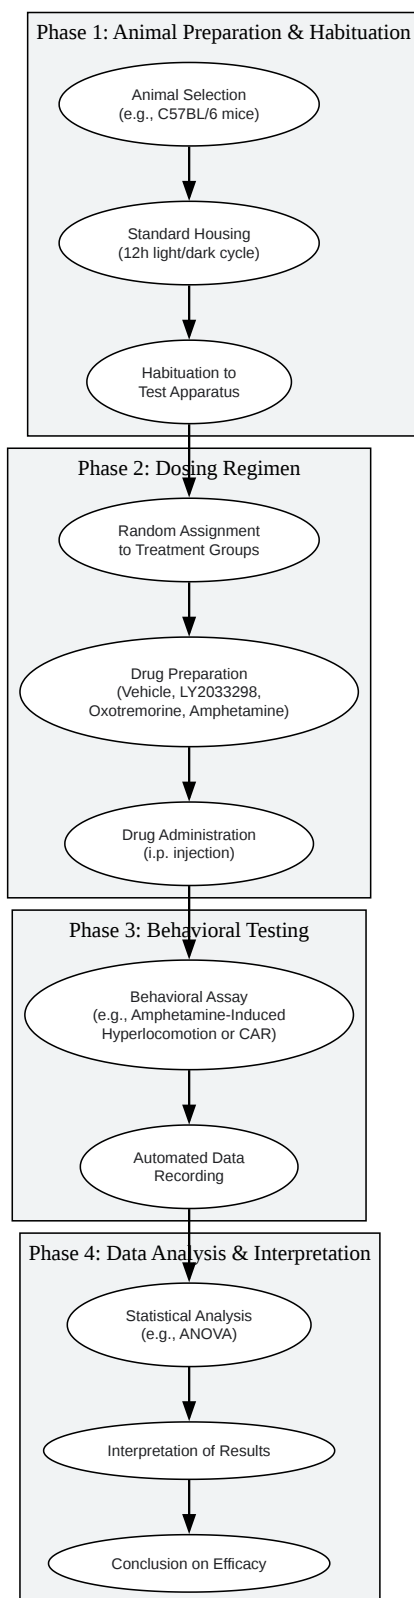 Phase 1: Animal Preparation & Habituation
Animal Selection
(e.g., C57BL/6 mice)
Standard Housing
(12h light/dark cycle)
Habituation to
Test Apparatus
Phase 2: Dosing Regimen
Random Assignment
to Treatment Groups
Drug Preparation
(Vehicle, LY2033298,
Oxotremorine, Amphetamine)
Drug Administration
(i.p. injection)
Phase 3: Behavioral Testing
Behavioral Assay
(e.g., Amphetamine-Induced
Hyperlocomotion or CAR)
Automated Data
Recording
Phase 4: Data Analysis & Interpretation
Statistical Analysis
(e.g., ANOVA)
Interpretation of Results
Conclusion on Efficacy